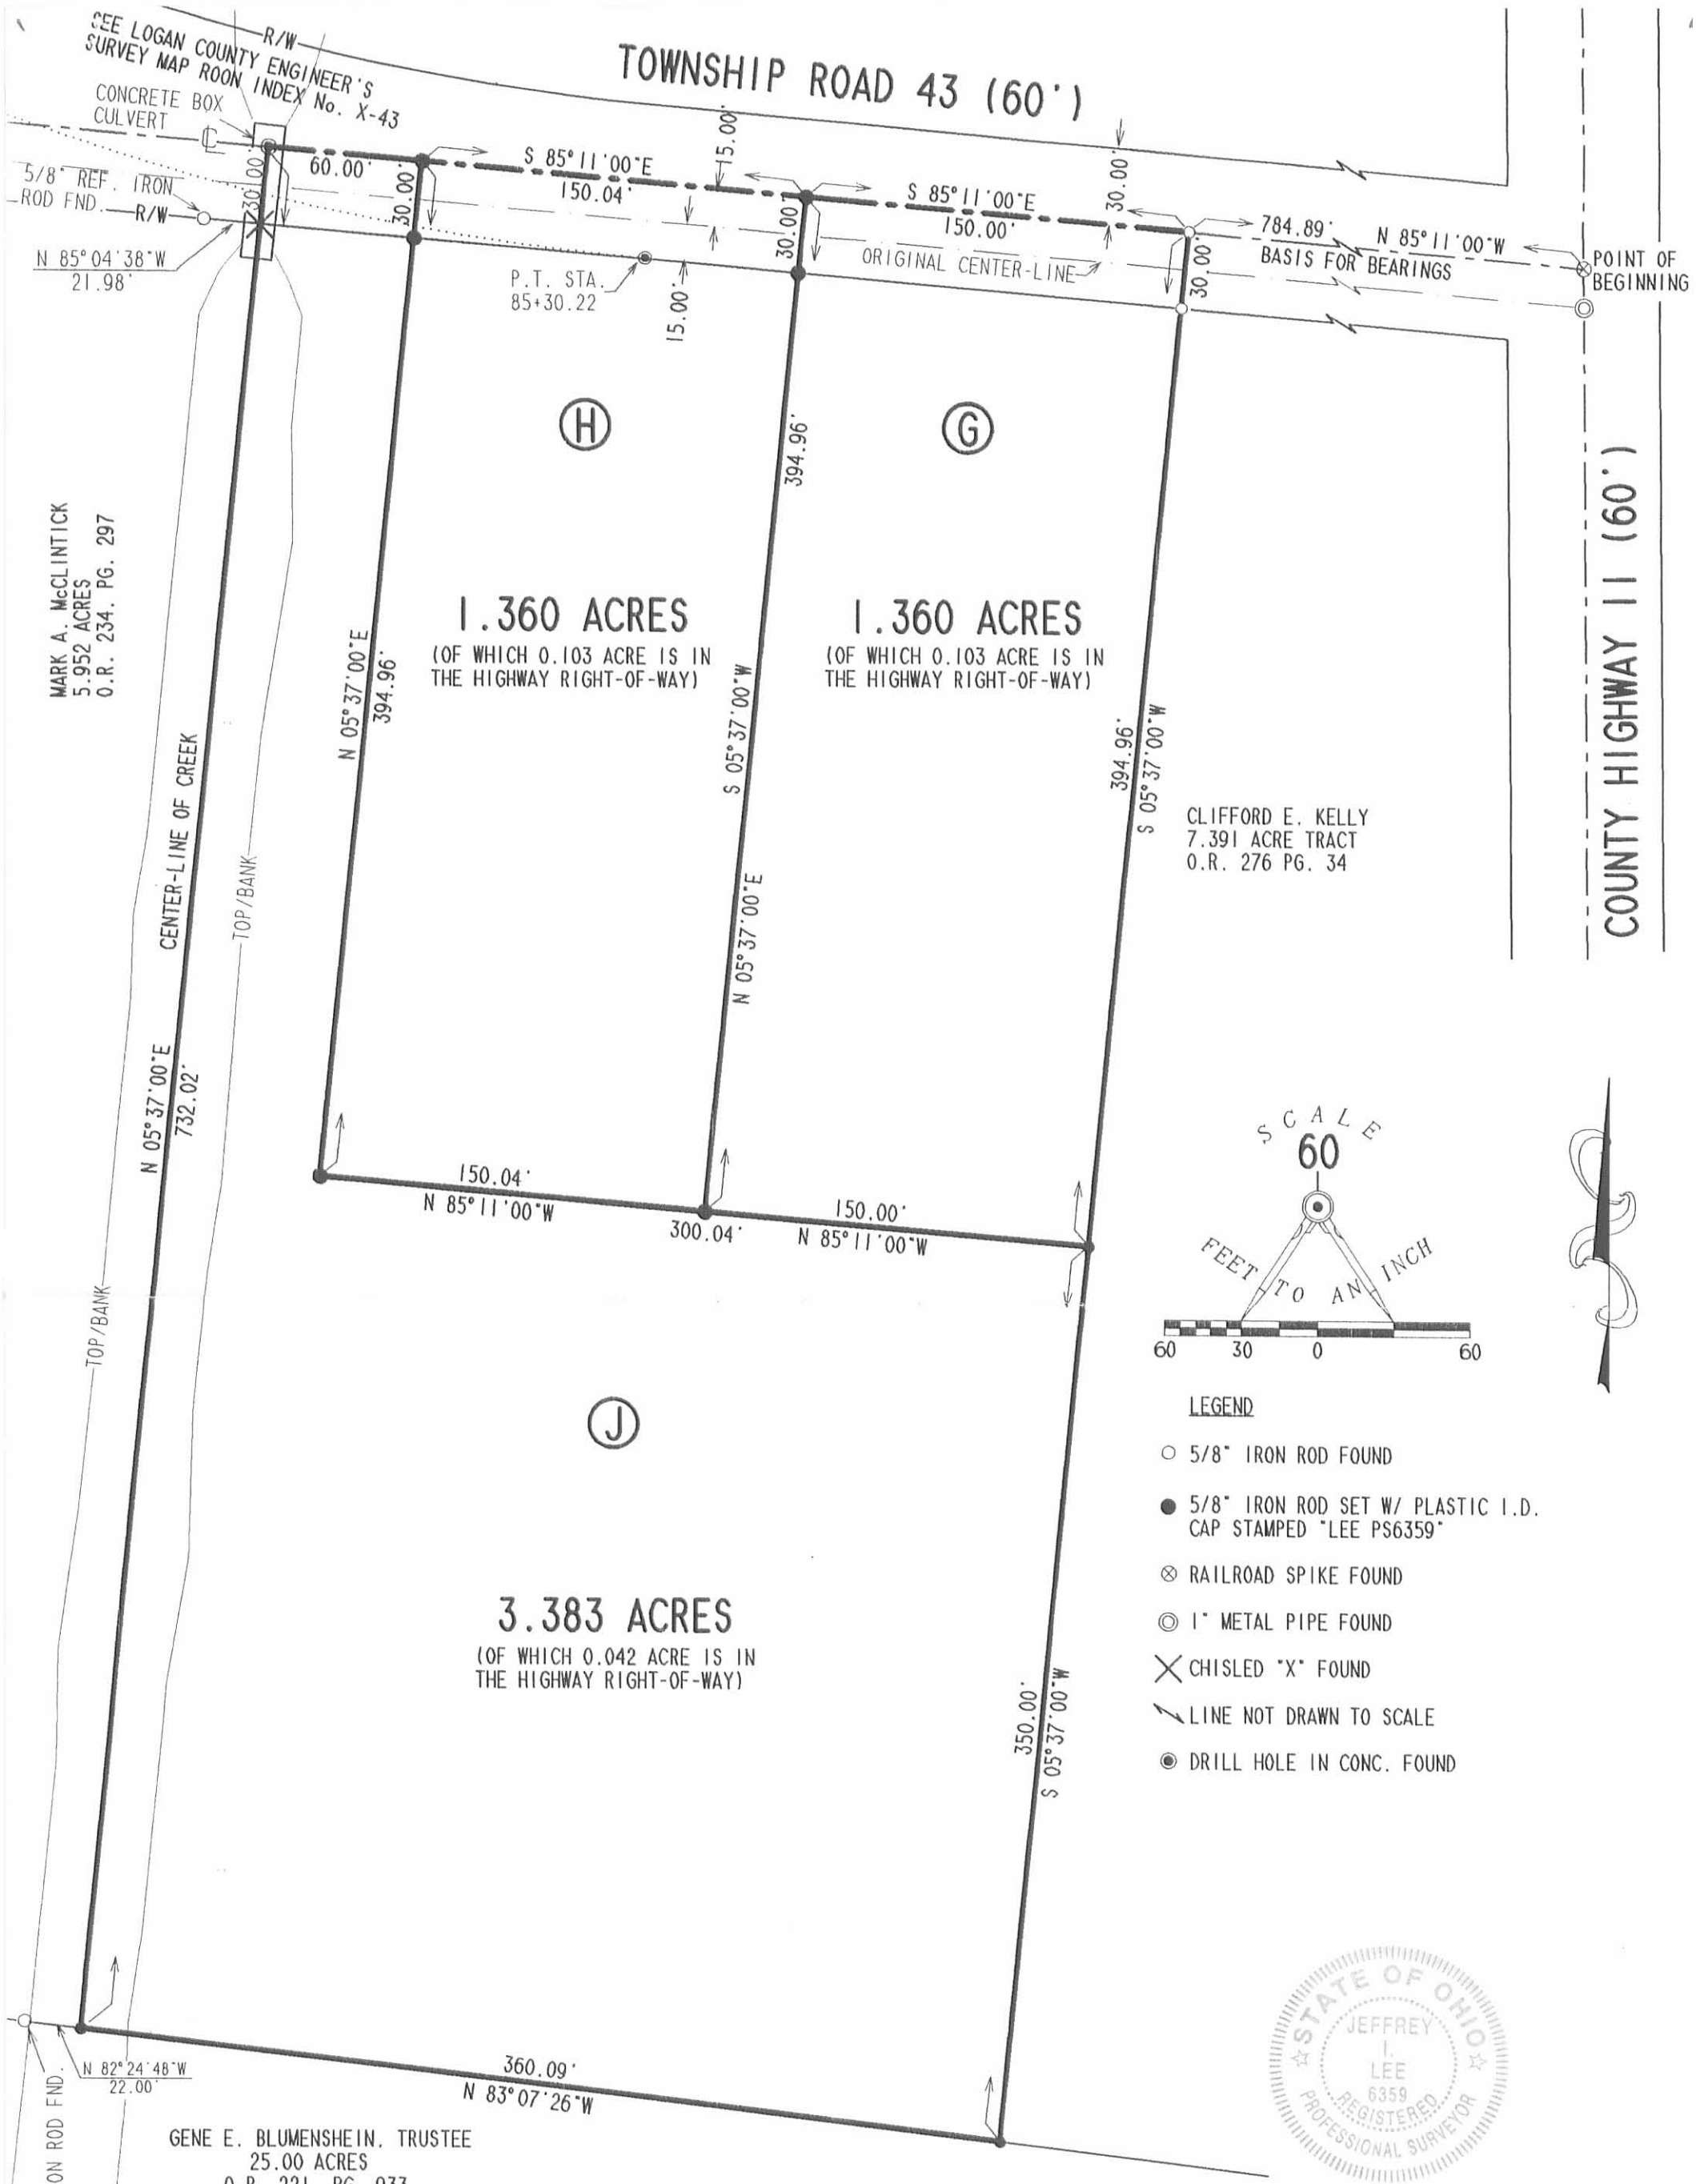 SEE LOGAN COUNTY ENGINEER'S
SURVEY MAP ROON INDEX No. X-43
R/W
TOWNSHIP ROAD 43 (60')
CONCRETE BOX
CULVERT
℄
5/8" REF. IRON
ROD FND.
R/W
N 85°04'38"W
21.98'
30.00'
60.00'
30.00'
S 85°11'00"E
150.04'
15.00'
P.T. STA.
85+30.22
15.00'
30.00'
S 85°11'00"E
150.00'
ORIGINAL CENTER-LINE
30.00'
30.00'
784.89'
N 85°11'00"W
BASIS FOR BEARINGS
POINT OF
BEGINNING
COUNTY HIGHWAY 11 (60')
MARK A. McCLINTICK
5.952 ACRES
O.R. 234. PG. 297
H
1.360 ACRES
(OF WHICH 0.103 ACRE IS IN
THE HIGHWAY RIGHT-OF-WAY)
G
1.360 ACRES
(OF WHICH 0.103 ACRE IS IN
THE HIGHWAY RIGHT-OF-WAY)
N 05°37'00"E
394.96'
394.96'
S 05°37'00"W
N 05°37'00"E
394.96'
S 05°37'00"W
CLIFFORD E. KELLY
7.391 ACRE TRACT
O.R. 276 PG. 34
CENTER-LINE OF CREEK
TOP/BANK
N 05°37'00"E
732.02'
TOP/BANK
150.04'
N 85°11'00"W
300.04'
150.00'
N 85°11'00"W
SCALE
60
FEET TO AN INCH
60 30 0 60
J
3.383 ACRES
(OF WHICH 0.042 ACRE IS IN
THE HIGHWAY RIGHT-OF-WAY)
350.00'
S 05°37'00"W
LEGEND
5/8" IRON ROD FOUND
5/8" IRON ROD SET W/ PLASTIC I.D.
CAP STAMPED "LEE PS6359"
RAILROAD SPIKE FOUND
1" METAL PIPE FOUND
CHISLED "X" FOUND
LINE NOT DRAWN TO SCALE
DRILL HOLE IN CONC. FOUND
N 82°24'48"W
22.00'
ON ROD FND.
360.09'
N 83°07'26"W
GENE E. BLUMENSHEIN. TRUSTEE
25.00 ACRES
O.R. 221. PG. 033
STATE OF OHIO
JEFFREY
I.
LEE
6359
REGISTERED
PROFESSIONAL SURVEYOR